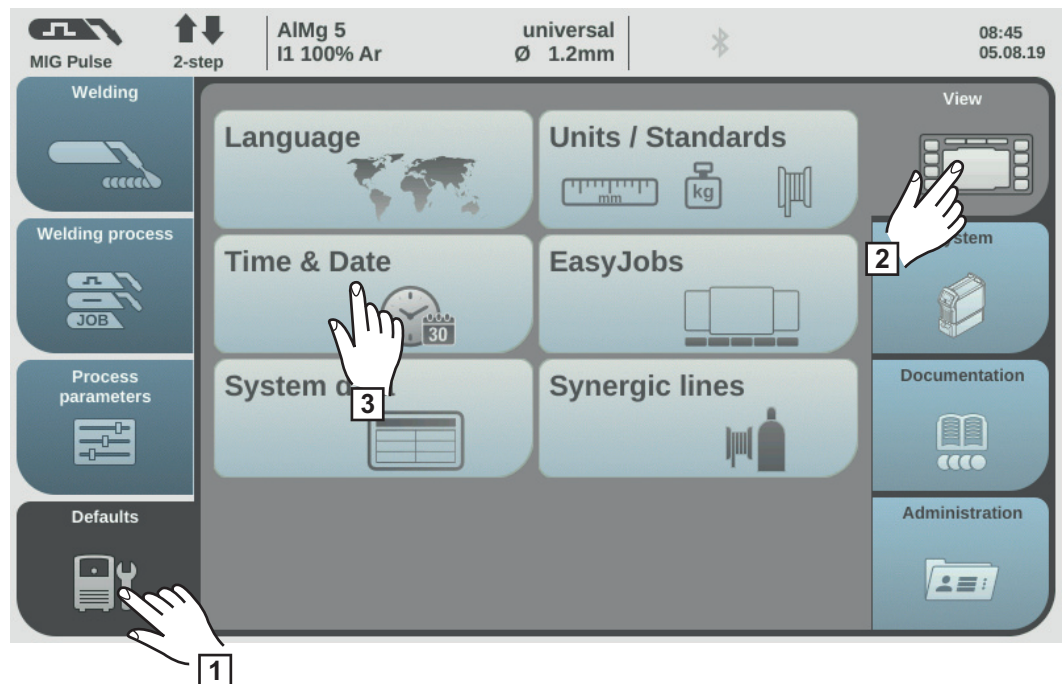 MIG Pulse
2-step
AlMg 5
I1 100% Ar
universal
Ø 1.2mm
08:45
05.08.19
Welding
Welding process
JOB
Process
parameters
Defaults
Language
Units / Standards
mm
kg
Time & Date
30
EasyJobs
System
Synergic lines
View
Documentation
Administration
1
2
3